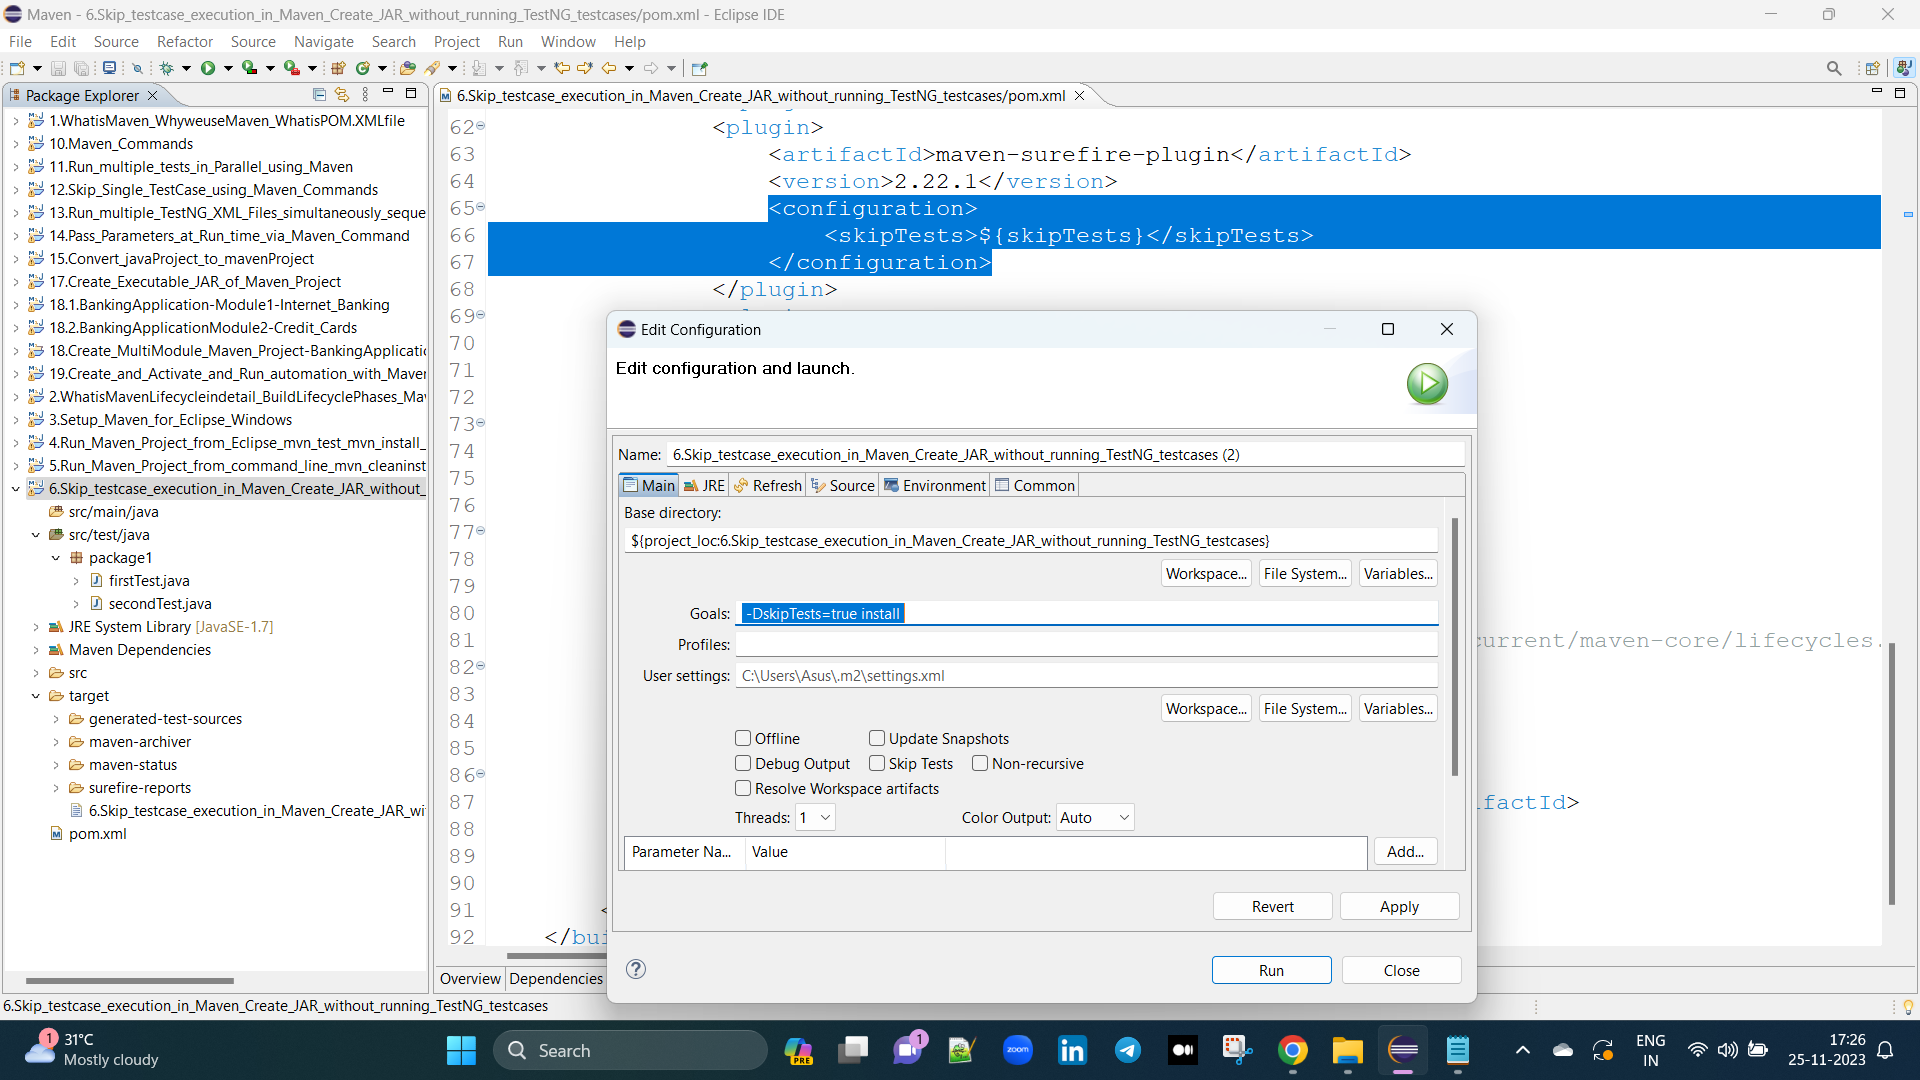 Maven - 6.Skip_testcase_execution_in_Maven_Create_JAR_without_running_TestNG_testcases/pom.xml - Eclipse IDE
File Edit Source Refactor Source Navigate Search Project Run Window Help
Package Explorer
6.Skip_testcase_execution_in_Maven_Create_JAR_without_running_TestNG_testcases/pom.xml
1.WhatisMaven_WhyweuseMaven_WhatisPOM.XMLfile
10.Maven_Commands
11.Run_multiple_tests_in_Parallel_using_Maven
12.Skip_Single_TestCase_using_Maven_Commands
13.Run_multiple_TestNG_XML_Files_simultaneously_seque
14.Pass_Parameters_at_Run_time_via_Maven_Command
15.Convert_javaProject_to_mavenProject
17.Create_Executable_JAR_of_Maven_Project
18.1.BankingApplication-Module1-Internet_Banking
18.2.BankingApplicationModule2-Credit_Cards
18.Create_MultiModule_Maven_Project-BankingApplicatic
19.Create_and_Activate_and_Run_automation_with_Maver
2.WhatisMavenLifecycleindetail_BuildLifecyclePhases_Ma
3.Setup_Maven_for_Eclipse_Windows
4.Run_Maven_Project_from_Eclipse_mvn_test_mvn_install_
5.Run_Maven_Project_from_command_line_mvn_cleaninst
6.Skip_testcase_execution_in_Maven_Create_JAR_without_
src/main/java
src/test/java
package1
firstTest.java
secondTest.java
JRE System Library [JavaSE-1.7]
Maven Dependencies
src
target
generated-test-sources
maven-archiver
maven-status
surefire-reports
6.Skip_testcase_execution_in_Maven_Create_JAR_wi
pom.xml
62 <plugin>
63 <artifactId>maven-surefire-plugin</artifactId>
64 <version>2.22.1</version>
65 <configuration>
66 <skipTests>${skipTests}</skipTests>
67 </configuration>
68 </plugin>
69
70
71
72
73
74
75
76
77
78
79
80
81 current/maven-core/lifecycles.
82
83
84
85
86
87 ifactId>
88
89
90
91 <
92 </bui
Edit Configuration
Edit configuration and launch.
Name: 6.Skip_testcase_execution_in_Maven_Create_JAR_without_running_TestNG_testcases (2)
Main JRE Refresh Source Environment Common
Base directory:
${project_loc:6.Skip_testcase_execution_in_Maven_Create_JAR_without_running_TestNG_testcases}
Workspace... File System... Variables...
Goals: -DskipTests=true install
Profiles:
User settings: C:\Users\Asus\.m2\settings.xml
Workspace... File System... Variables...
Offline Update Snapshots
Debug Output Skip Tests Non-recursive
Resolve Workspace artifacts
Threads: 1 Color Output: Auto
Parameter Na... Value Add...
Revert Apply
Run Close
Overview Dependencies
6.Skip_testcase_execution_in_Maven_Create_JAR_without_running_TestNG_testcases
1
31°C
Mostly cloudy
Search
PRE
1
zoom
ENG
IN
17:26
25-11-2023